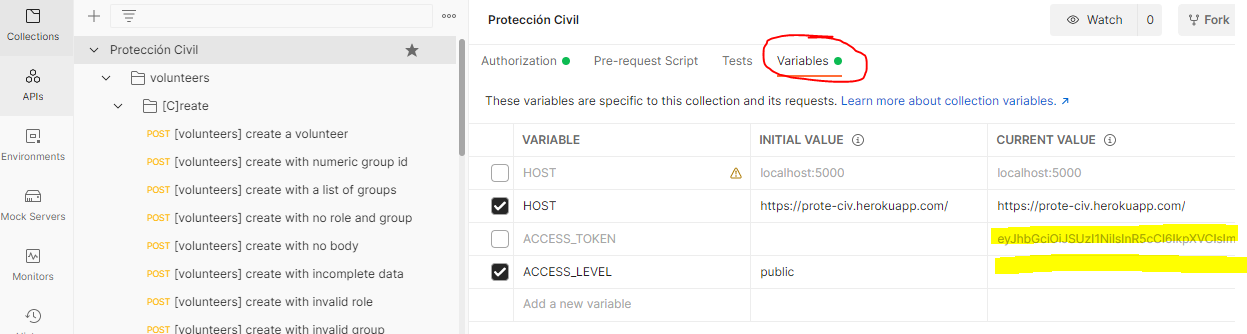 Collections
APIs
Environments
Mock Servers
Monitors
Protección Civil
volunteers
[C]reate
POST [volunteers] create a volunteer
POST [volunteers] create with numeric group id
POST [volunteers] create with a list of groups
POST [volunteers] create with no role and group
POST [volunteers] create with no body
POST [volunteers] create with incomplete data
POST [volunteers] create with invalid role
POST [volunteers] create with invalid group
Protección Civil
Watch 0 Fork
Authorization Pre-request Script Tests Variables
These variables are specific to this collection and its requests. Learn more about collection variables. ↗
VARIABLE INITIAL VALUE CURRENT VALUE
HOST localhost:5000 localhost:5000
HOST https://prote-civ.herokuapp.com/ https://prote-civ.herokuapp.com/
ACCESS_TOKEN
ACCESS_LEVEL public
Add a new variable